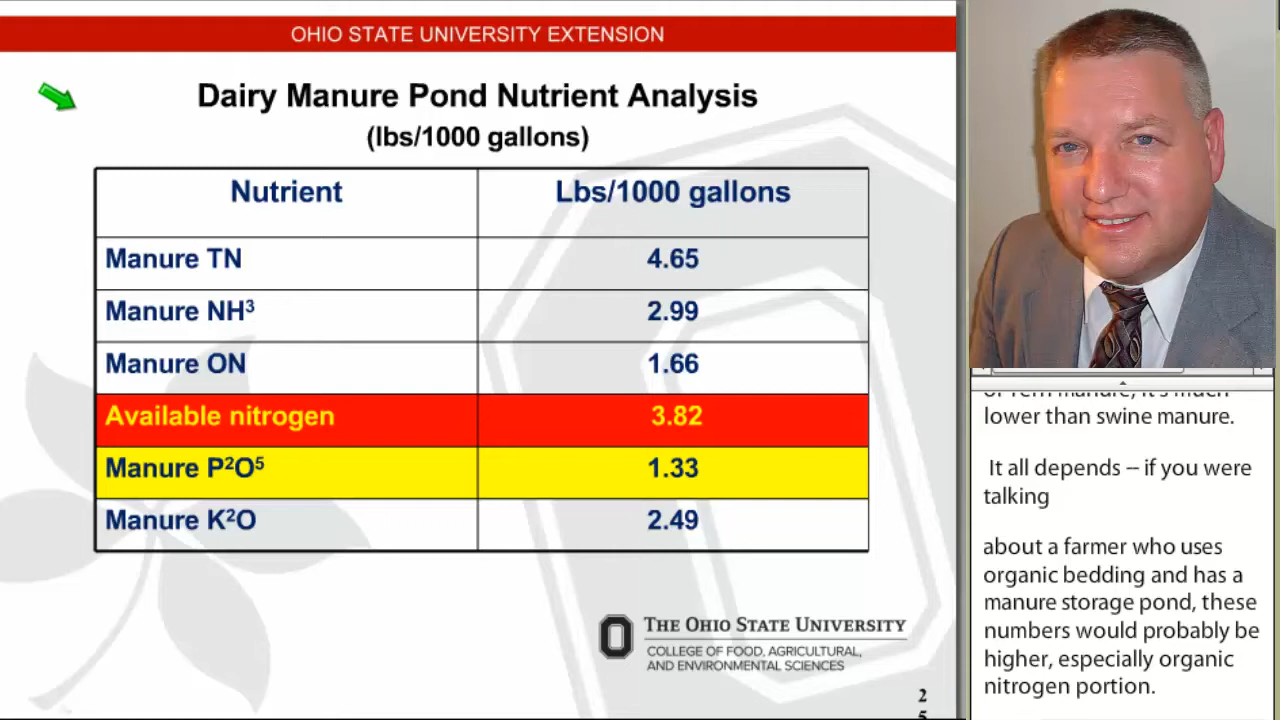 OHIO STATE UNIVERSITY EXTENSION
Dairy Manure Pond Nutrient Analysis
(lbs/1000 gallons)
Nutrient Lbs/1000 gallons
Manure TN 4.65
Manure NH³ 2.99
Manure ON 1.66
Available nitrogen 3.82
Manure P²O⁵ 1.33
Manure K²O 2.49
THE OHIO STATE UNIVERSITY
COLLEGE OF FOOD, AGRICULTURAL,
AND ENVIRONMENTAL SCIENCES
2
lower than swine manure.
It all depends -- if you were
talking
about a farmer who uses
organic bedding and has a
manure storage pond, these
numbers would probably be
higher, especially organic
nitrogen portion.